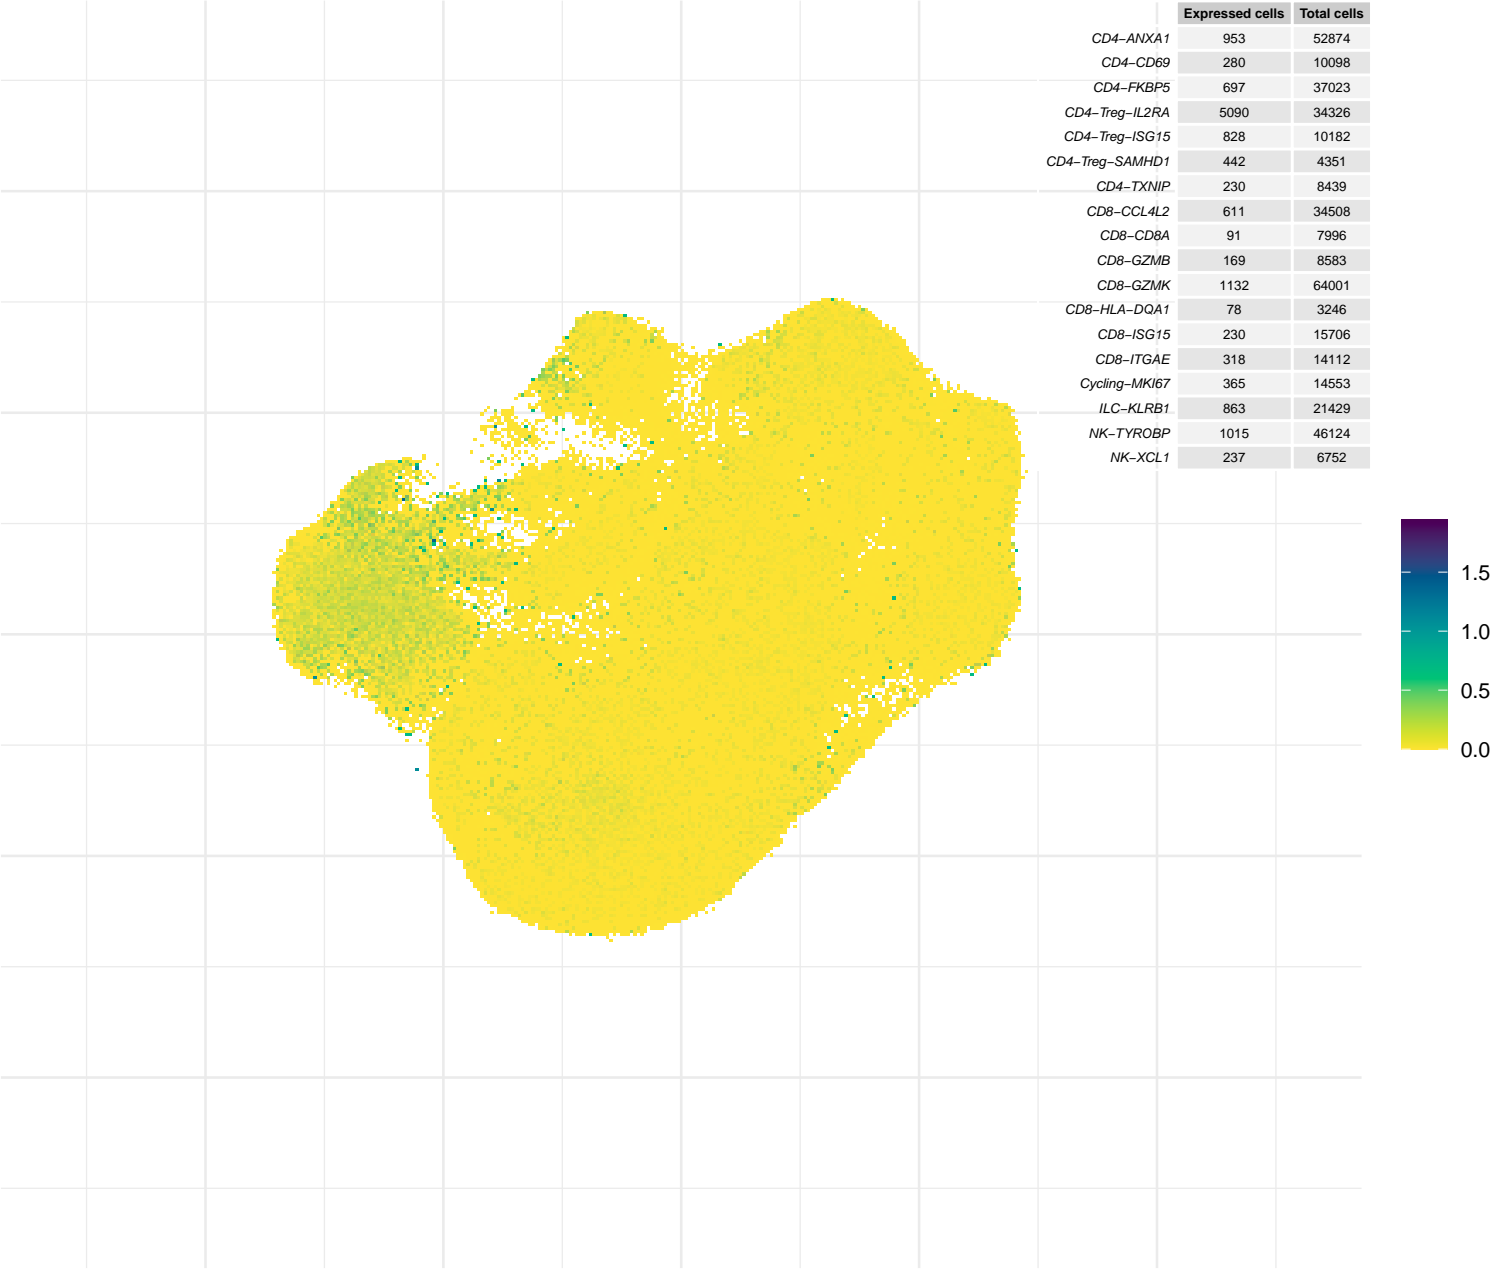 Expressed cells Total cells
CD4−ANXA1 953 52874
CD4−CD69 280 10098
CD4−FKBP5 697 37023
CD4−Treg−IL2RA 5090 34326
CD4−Treg−ISG15 828 10182
CD4−Treg−SAMHD1 442 4351
CD4−TXNIP 230 8439
CD8−CCL4L2 611 34508
CD8−CD8A 91 7996
CD8−GZMB 169 8583
CD8−GZMK 1132 64001
CD8−HLA−DQA1 78 3246
CD8−ISG15 230 15706
CD8−ITGAE 318 14112
Cycling−MKI67 365 14553
ILC−KLRB1 863 21429
NK−TYROBP 1015 46124
NK−XCL1 237 6752
1.5
1.0
0.5
0.0